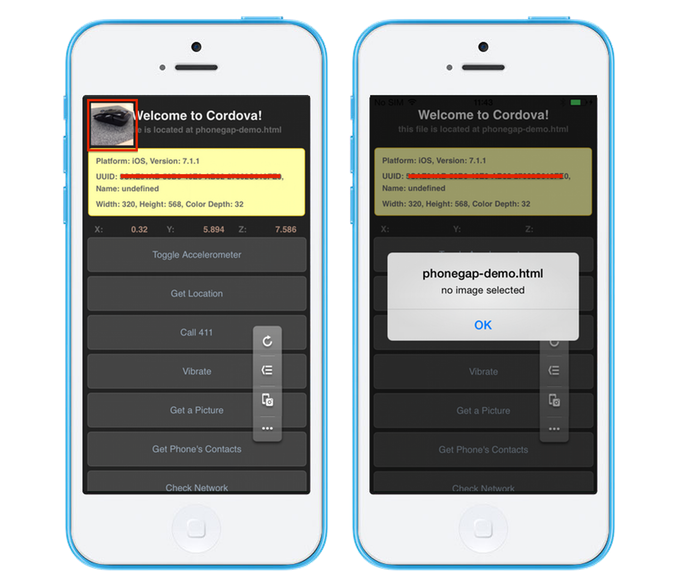 Welcome to Cordova!
file is located at phonegap-demo.html
Platform: iOS, Version: 7.1.1
UUID:
Name: undefined
Width: 320, Height: 568, Color Depth: 32
X: 0.32 Y: 5.894 Z: 7.586
Toggle Accelerometer
Get Location
Call 411
Vibrate
Get a Picture
Get Phone's Contacts
Check Network
No SIM 11:43
Welcome to Cordova!
this file is located at phonegap-demo.html
Platform: iOS, Version: 7.1.1
UUID: 0,
Name: undefined
Width: 320, Height: 568, Color Depth: 32
X: Y: Z:
phonegap-demo.html
no image selected
OK
Vibrate
Get a Picture
Get Phone's Contacts
Check Network